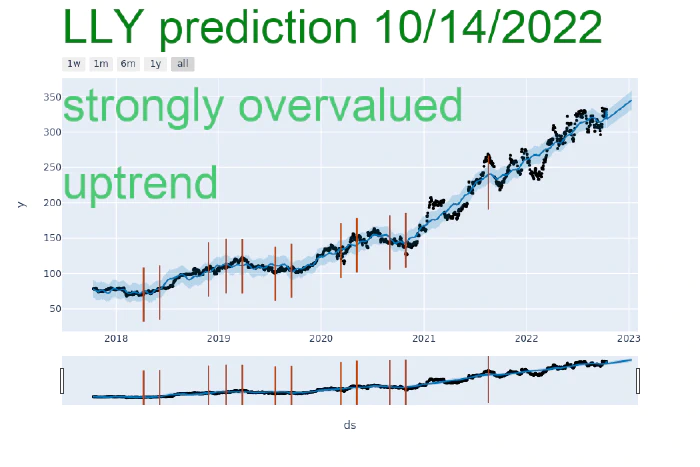 LLY prediction 10/14/2022
1w 1m 6m 1y all
strongly overvalued
uptrend
350
300
250
200
150
100
50
y
2018 2019 2020 2021 2022 2023
ds